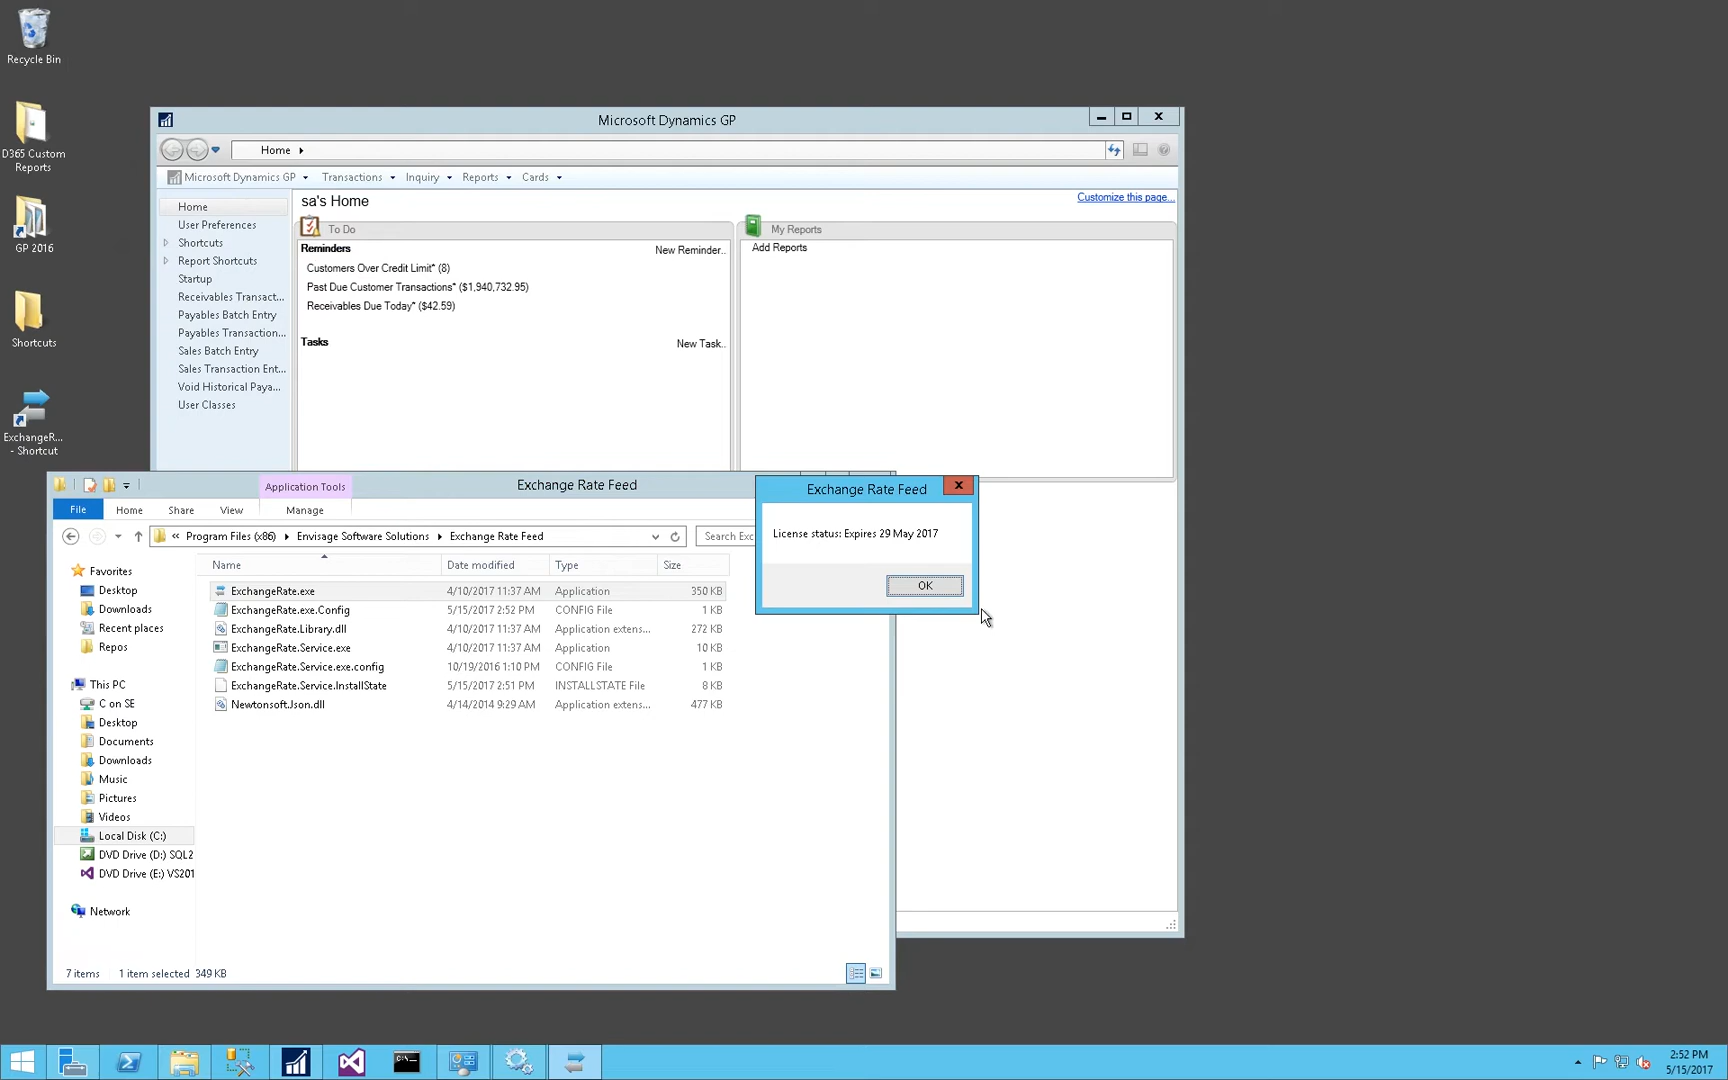 Recycle Bin
D365 Custom
Reports
GP 2016
Shortcuts
ExchangeR...
- Shortcut
Microsoft Dynamics GP
Home
Microsoft Dynamics GP
Transactions
Inquiry
Reports
Cards
Home
User Preferences
Shortcuts
Report Shortcuts
Startup
Receivables Transact...
Payables Batch Entry
Payables Transaction...
Sales Batch Entry
Sales Transaction Ent...
Void Historical Paya...
User Classes
sa's Home
Customize this page...
To Do
Reminders
New Reminder..
Customers Over Credit Limit* (8)
Past Due Customer Transactions* ($1,940,732.95)
Receivables Due Today* ($42.59)
Tasks
New Task..
My Reports
Add Reports
Application Tools
Exchange Rate Feed
File
Home
Share
View
Manage
Program Files (x86)
Envisage Software Solutions
Exchange Rate Feed
Search Exc
Favorites
Desktop
Downloads
Recent places
Repos
This PC
C on SE
Desktop
Documents
Downloads
Music
Pictures
Videos
Local Disk (C:)
DVD Drive (D:) SQL2
DVD Drive (E:) VS201
Network
Name Date modified Type Size
ExchangeRate.exe 4/10/2017 11:37 AM Application 350 KB
ExchangeRate.exe.Config 5/15/2017 2:52 PM CONFIG File 1 KB
ExchangeRate.Library.dll 4/10/2017 11:37 AM Application extens... 272 KB
ExchangeRate.Service.exe 4/10/2017 11:37 AM Application 10 KB
ExchangeRate.Service.exe.config 10/19/2016 1:10 PM CONFIG File 1 KB
ExchangeRate.Service.InstallState 5/15/2017 2:51 PM INSTALLSTATE File 8 KB
Newtonsoft.Json.dll 4/14/2014 9:29 AM Application extens... 477 KB
7 items 1 item selected 349 KB
Exchange Rate Feed
License status: Expires 29 May 2017
OK
2:52 PM
5/15/2017